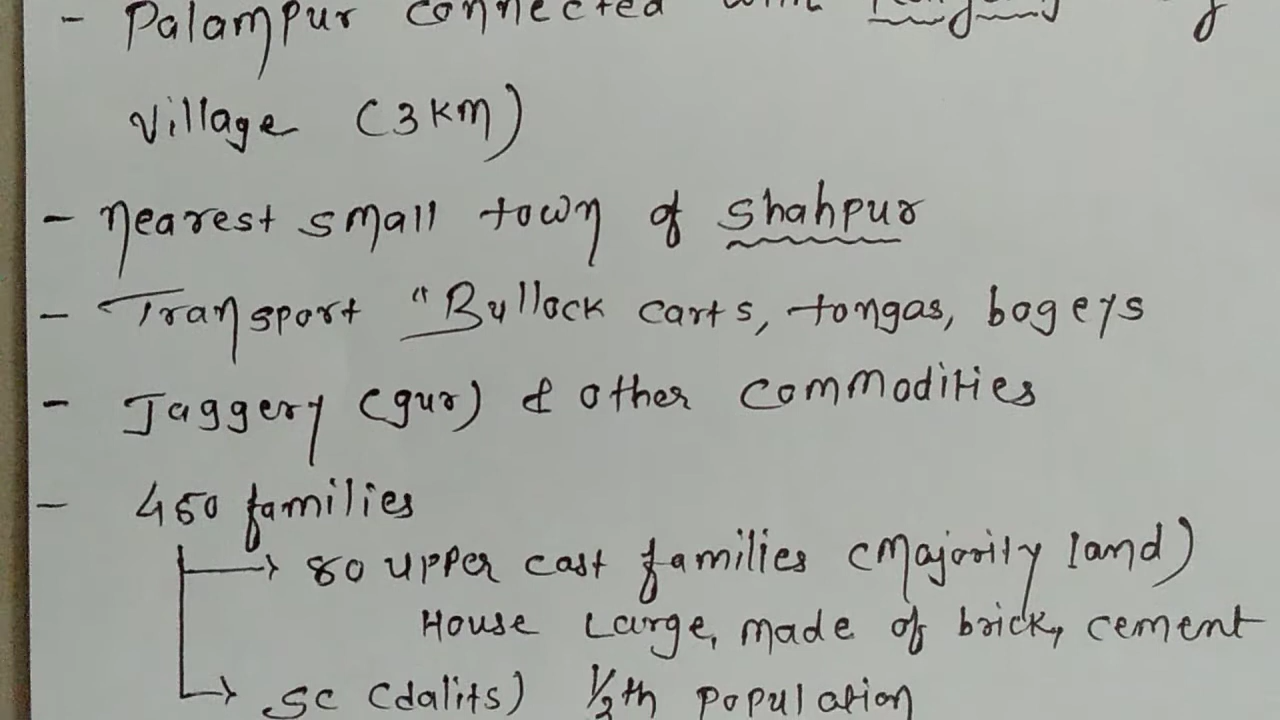 - Palampur connected with
village (3km)
- nearest small town of shahpur
- Transport "Bullock carts, tongas, bogeys
- Jaggery (gur) & other commodities
- 450 families
→ 80 upper cast families (Majority land)
House Large, made of brick, cement
→ SC (dalits) 1/3th population